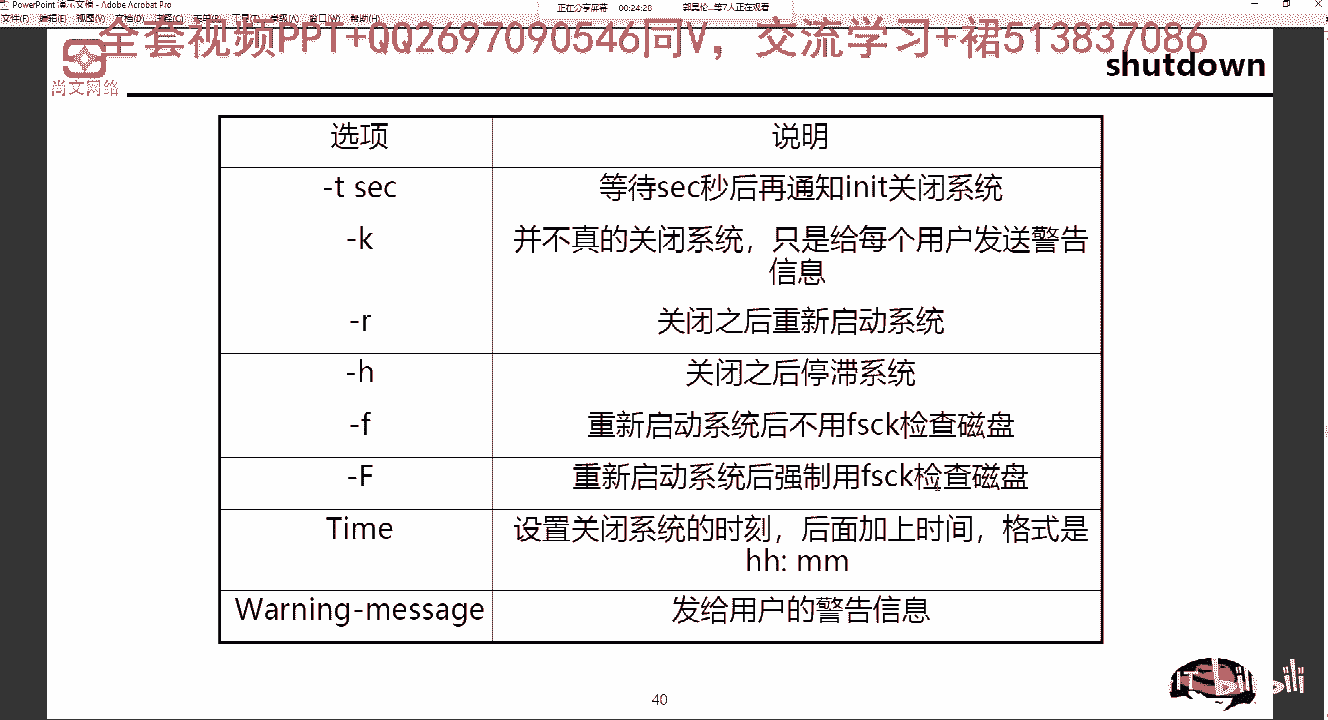 PowerPoint 演示文稿 - Adobe Acrobat Pro
正在分享屏幕 00:24:28
等7人正在观看
文件(F) 编辑(E) 视图(V) 文档(D) 工具(T) 高级(A) 窗口(W) 帮助(H)
全套视频PPT+QQ2697090546同V，交流学习+裙513837086
尚文网络
shutdown
选项 说明
-t sec 等待sec秒后再通知init关闭系统
-k 并不真的关闭系统，只是给每个用户发送警告
信息
-r 关闭之后重新启动系统
-h 关闭之后停滞系统
-f 重新启动系统后不用fsck检查磁盘
-F 重新启动系统后强制用fsck检查磁盘
Time 设置关闭系统的时刻，后面加上时间，格式是
hh: mm
Warning-message 发给用户的警告信息
40
IT bilibili